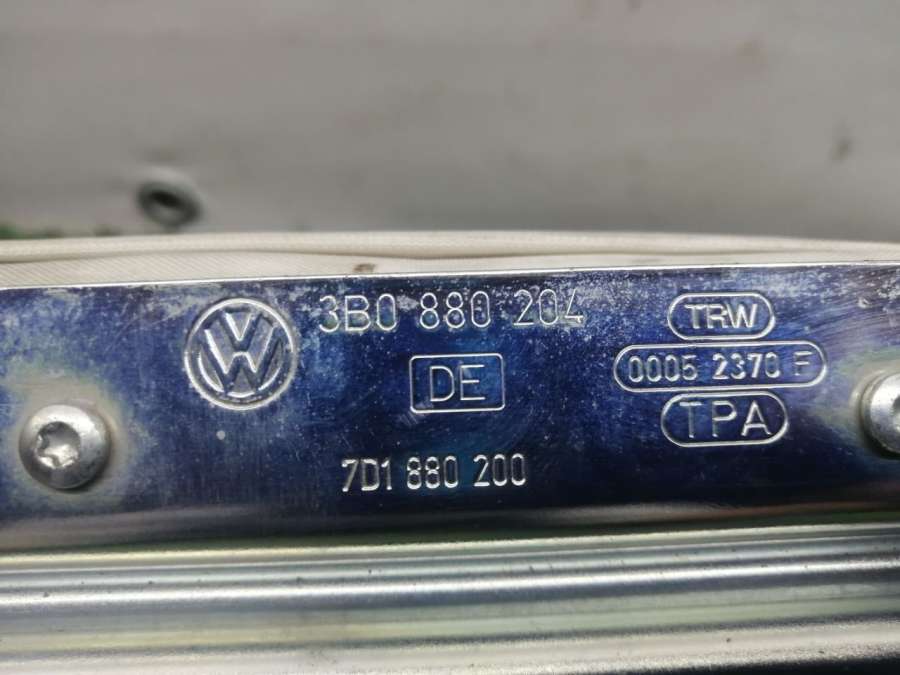 3B0 880 204
TRW
DE
0005 2370 F
TPA
7D1 880 200